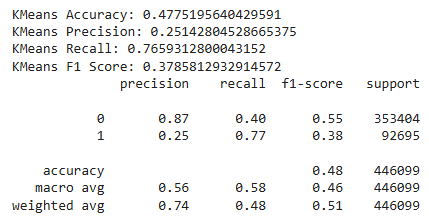 KMeans Accuracy: 0.4775195640429591
KMeans Precision: 0.25142804528665375
KMeans Recall: 0.7659312800043152
KMeans F1 Score: 0.3785812932914572
precision recall f1-score support
0 0.87 0.40 0.55 353404
1 0.25 0.77 0.38 92695
accuracy 0.48 446099
macro avg 0.56 0.58 0.46 446099
weighted avg 0.74 0.48 0.51 446099